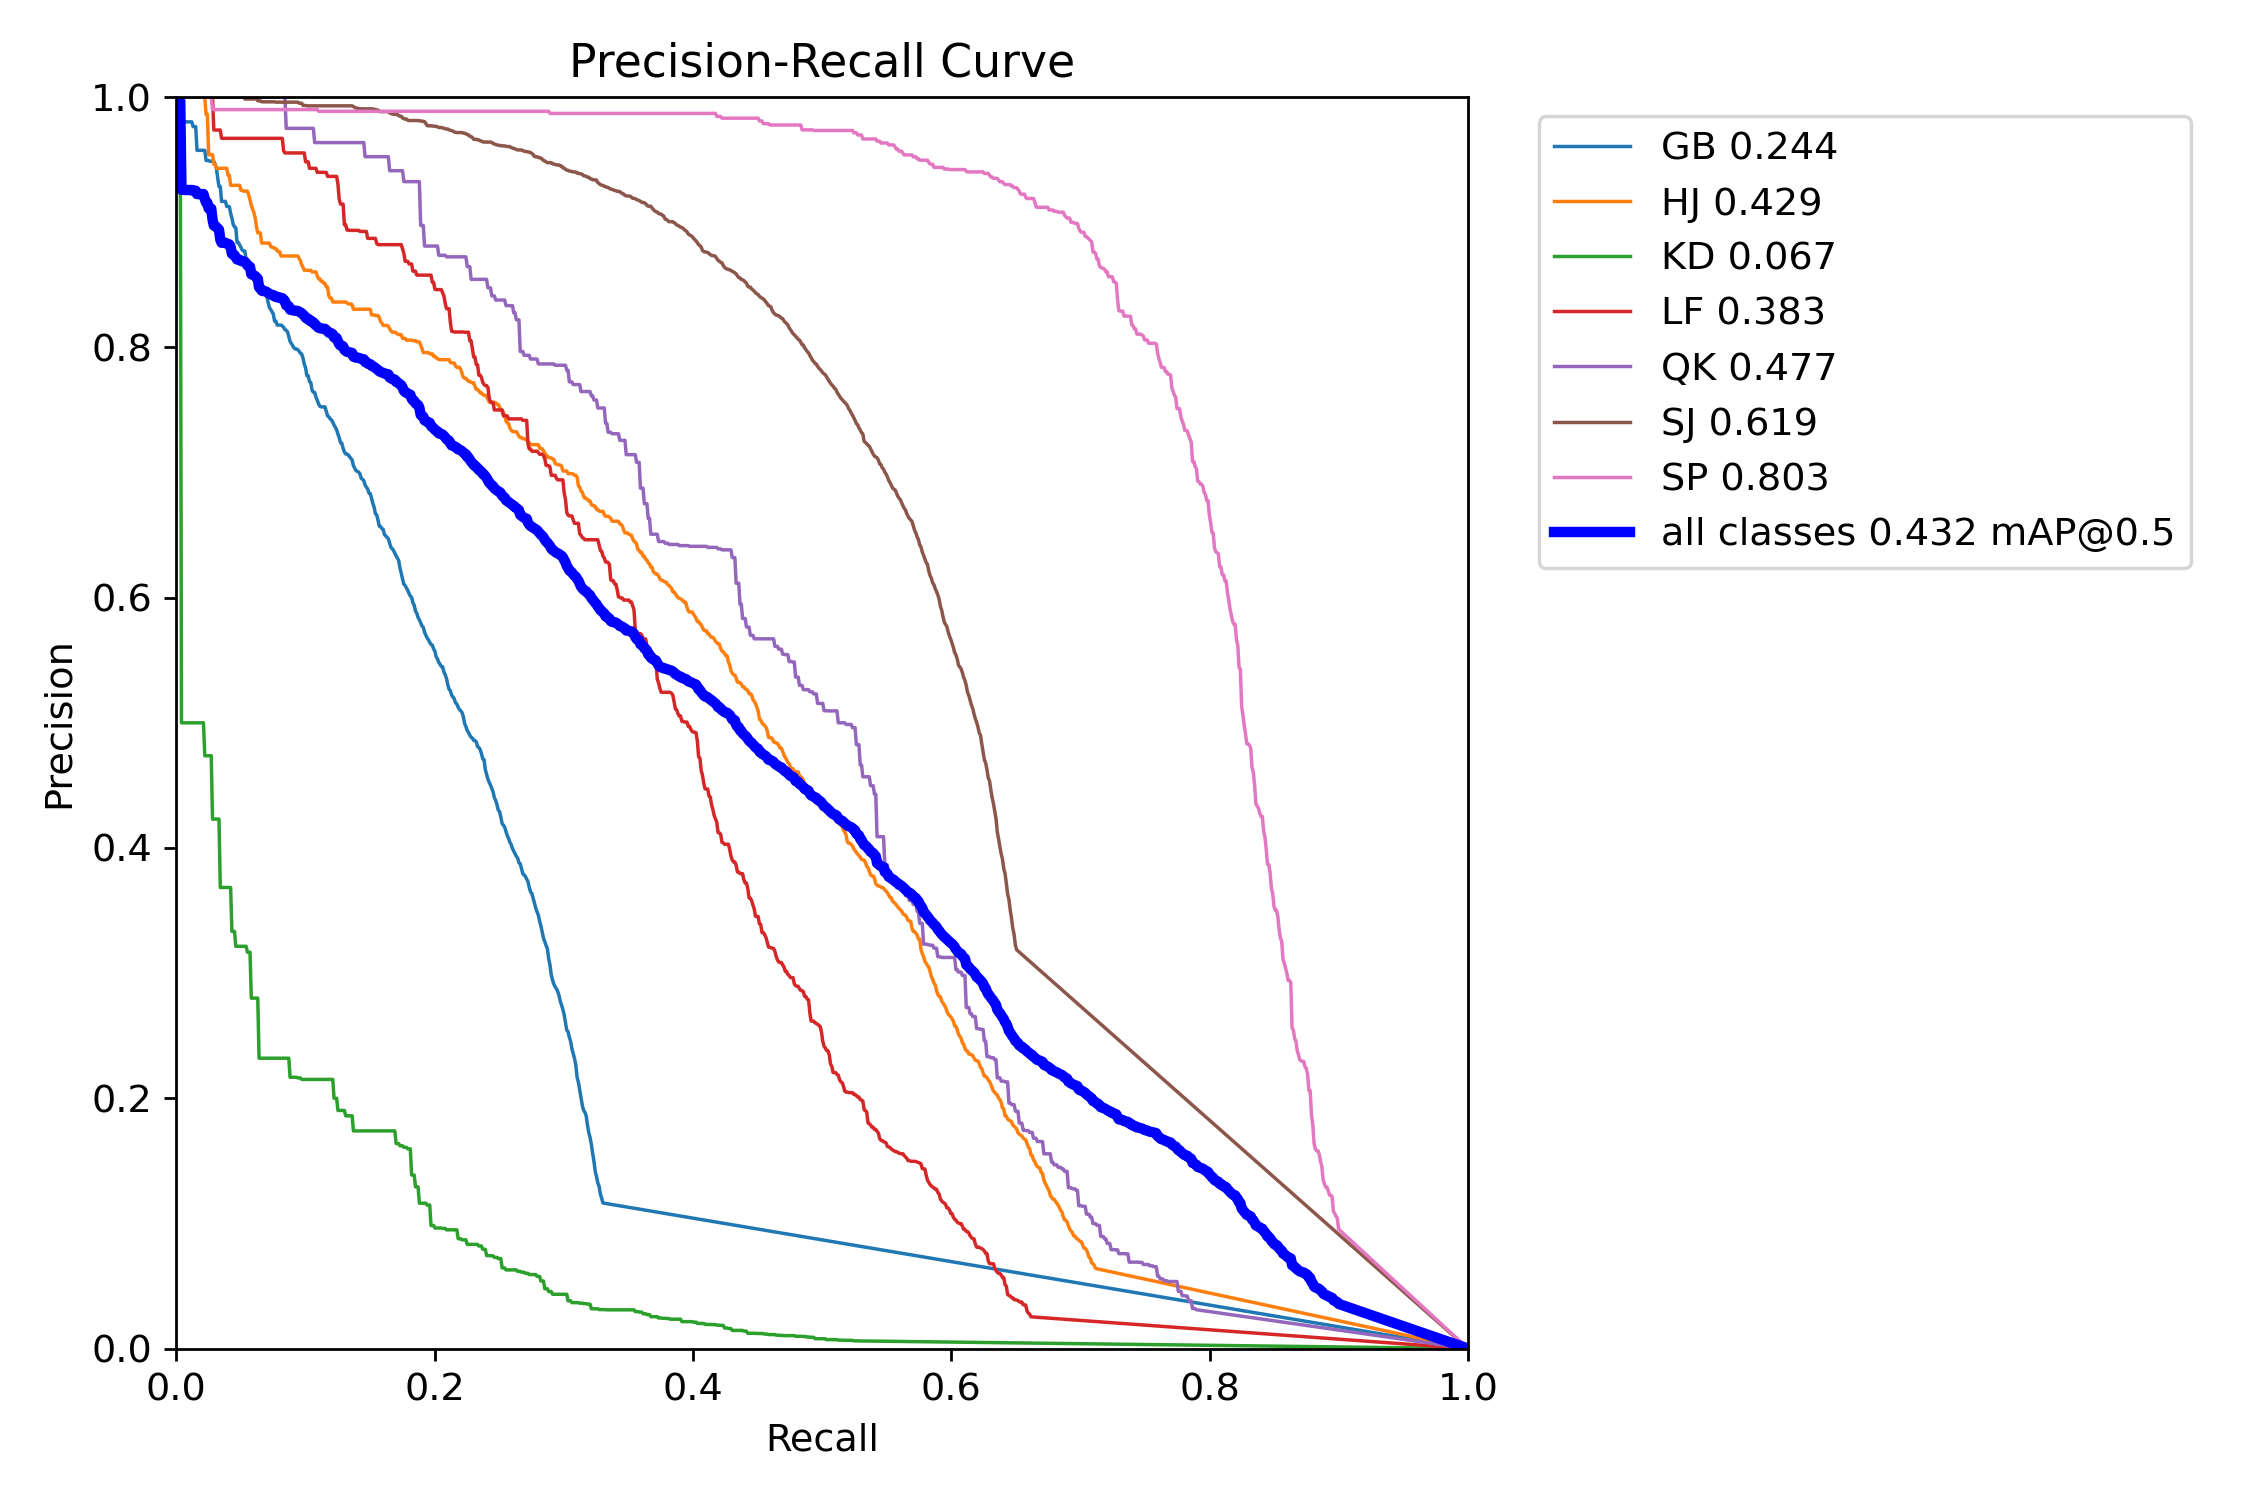 Precision-Recall Curve
1.0
0.8
0.6
0.4
0.2
0.0
Precision
0.0 0.2 0.4 0.6 0.8 1.0
Recall
GB 0.244
HJ 0.429
KD 0.067
LF 0.383
QK 0.477
SJ 0.619
SP 0.803
all classes 0.432 mAP@0.5